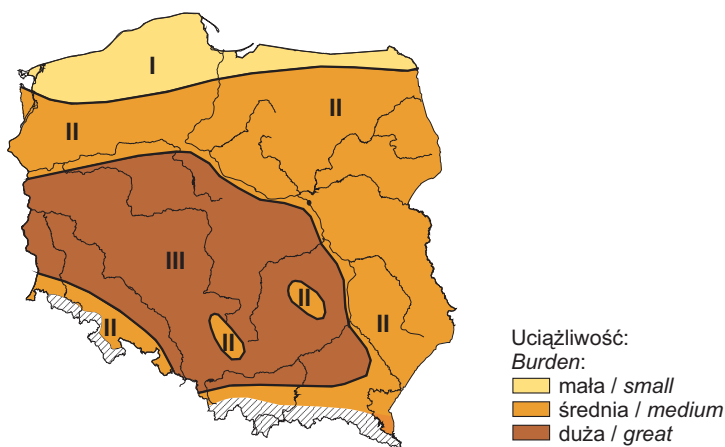 I
II
II
III
II
II
II
II
Uciążliwość:
Burden:
mała / small
średnia / medium
duża / great